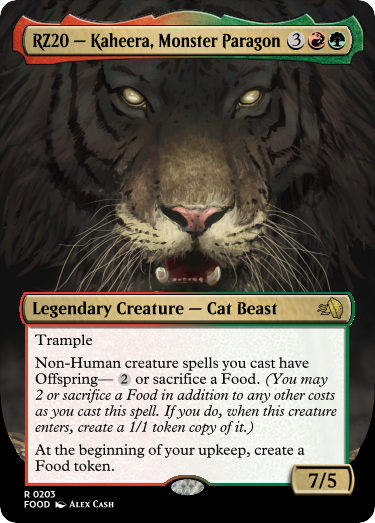 RZ20 — Kaheera, Monster Paragon 3
Legendary Creature — Cat Beast
Trample
Non-Human creature spells you cast have
Offspring— 2 or sacrifice a Food. (You may
2 or sacrifice a Food in addition to any other costs
as you cast this spell. If you do, when this creature
enters, create a 1/1 token copy of it.)
At the beginning of your upkeep, create a
Food token.
7/5
R 0203
FOOD Alex Cash